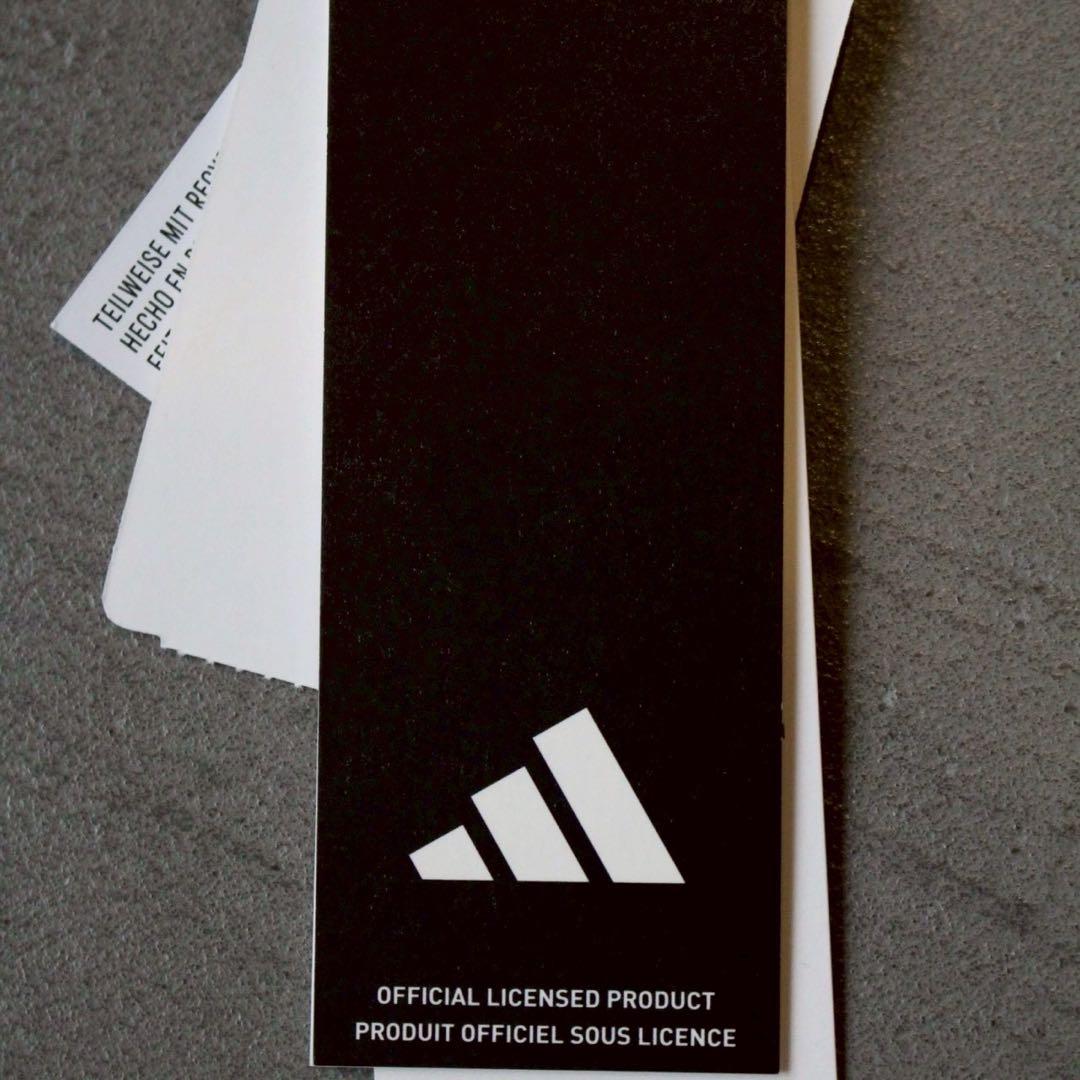 TEILWEISE MIT
HECHO EN
OFFICIAL LICENSED PRODUCT
PRODUIT OFFICIEL SOUS LICENCE